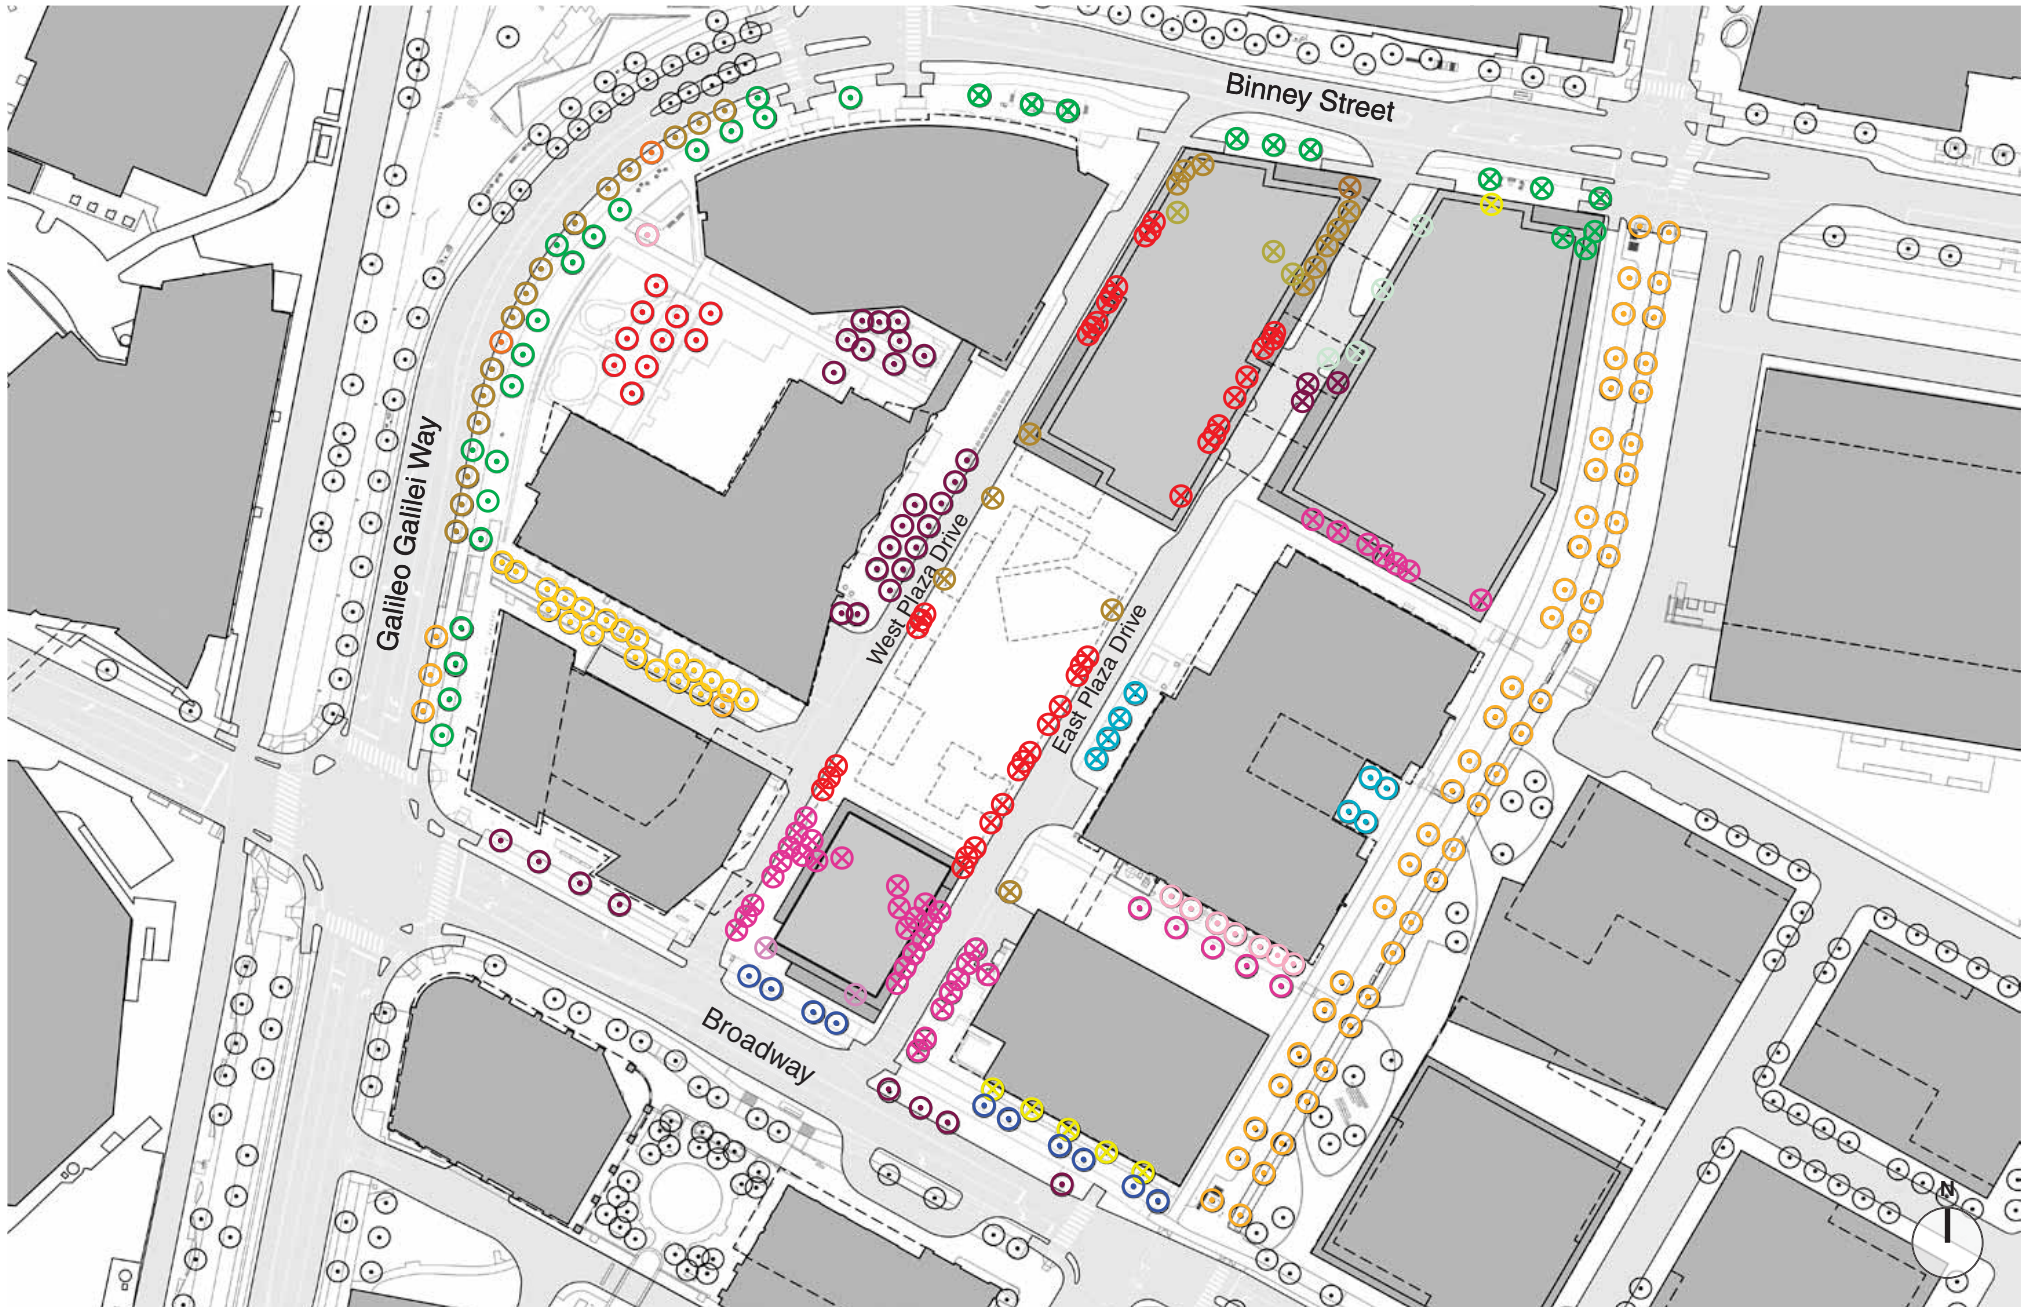 Binney Street
Galileo Galilei Way
West Plaza Drive
East Plaza Drive
Broadway
N